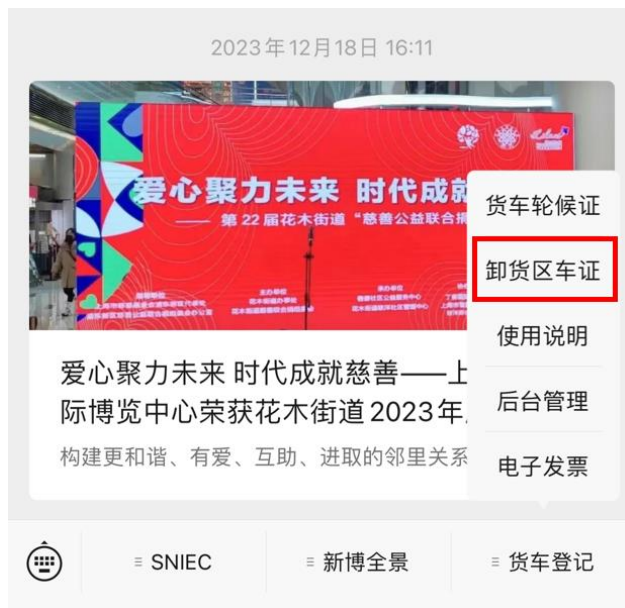 2023年12月18日 16:11
爱心聚力未来 时代成就
—— 第22届花木街道“慈善公益联合捐
货车轮候证
卸货区车证
使用说明
后台管理
电子发票
爱心聚力未来 时代成就慈善——上
际博览中心荣获花木街道2023年
构建更和谐、有爱、互助、进取的邻里关系
SNIEC
新博全景
货车登记